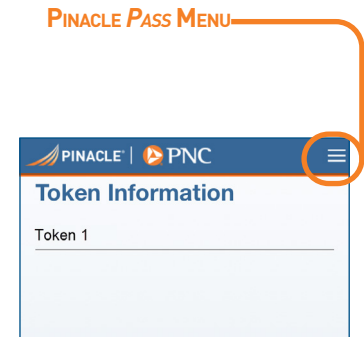 PINACLE PASS MENU
PINACLE® | PNC
Token Information
Token 1